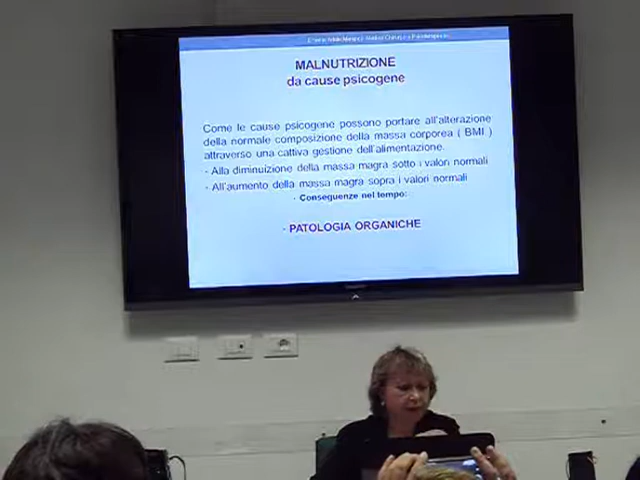 MALNUTRIZIONE
da cause psicogene
Come le cause psicogene possono portare all'alterazione
della normale composizione della massa corporea ( BMI )
attraverso una cattiva gestione dell'alimentazione.
- Alla diminuizione della massa magra sotto i valori normali
- All'aumento della massa magra sopra i valori normali
- Conseguenze nel tempo:
- PATOLOGIA ORGANICHE